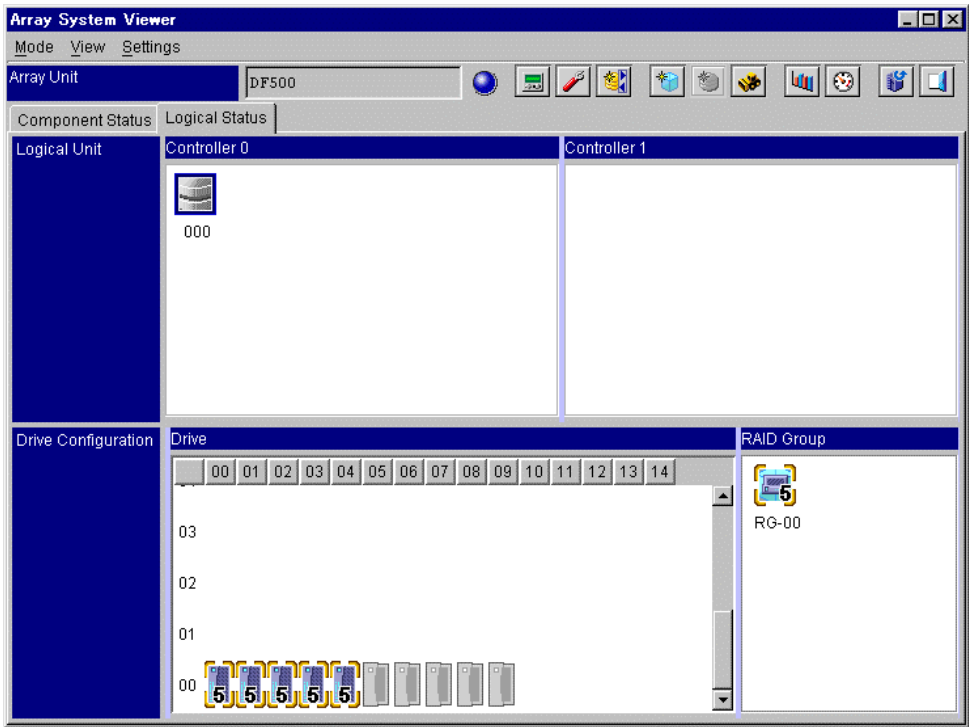 Array System Viewer
Mode View Settings
Array Unit DF500
Component Status Logical Status
Logical Unit Controller 0 Controller 1
000
Drive Configuration Drive RAID Group
00 01 02 03 04 05 06 07 08 09 10 11 12 13 14
5
RG-00
03
02
01
00 5 5 5 5 5